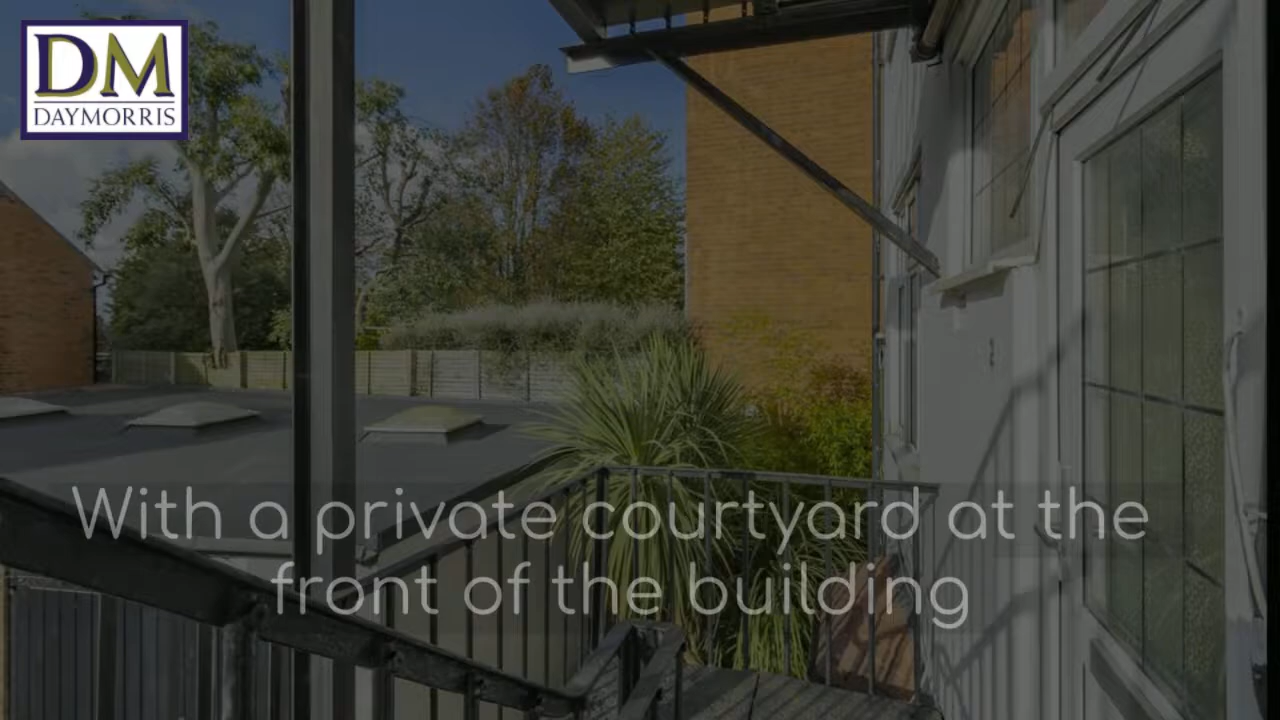 DM
DAYMORRIS
With a private courtyard at the
front of the building